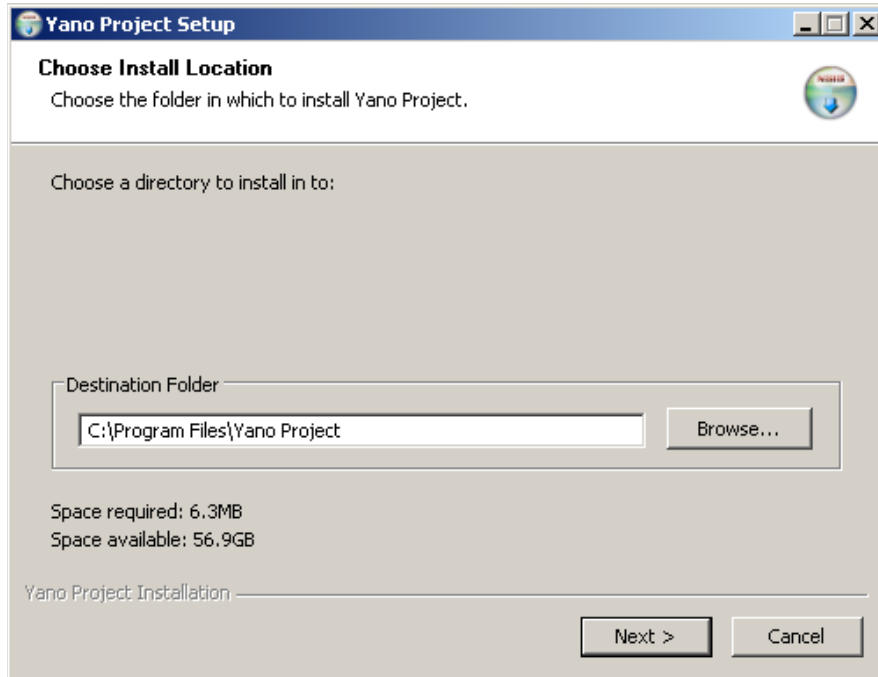 Yano Project Setup
Choose Install Location
Choose the folder in which to install Yano Project.
Choose a directory to install in to:
Destination Folder
C:\Program Files\Yano Project
Browse...
Space required: 6.3MB
Space available: 56.9GB
Yano Project Installation
Next >
Cancel